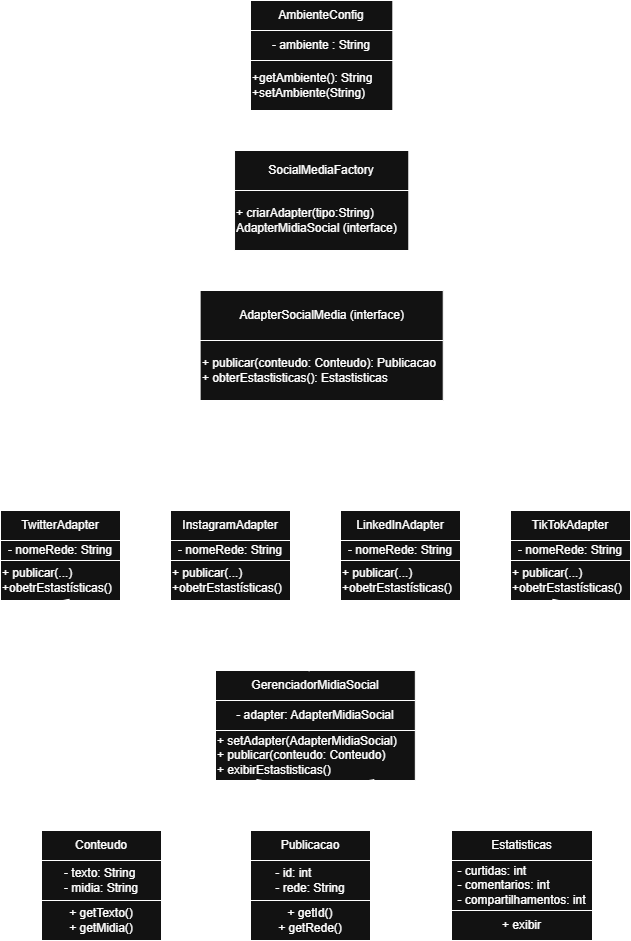 AmbienteConfig
- ambiente : String
+getAmbiente(): String
+setAmbiente(String)
SocialMediaFactory
+ criarAdapter(tipo:String)
AdapterMidiaSocial (interface)
AdapterSocialMedia (interface)
+ publicar(conteudo: Conteudo): Publicacao
+ obterEstastisticas(): Estastisticas
TwitterAdapter
- nomeRede: String
+ publicar(...)
+obetrEstastísticas()
InstagramAdapter
- nomeRede: String
+ publicar(...)
+obetrEstastísticas()
LinkedInAdapter
- nomeRede: String
+ publicar(...)
+obetrEstastísticas()
TikTokAdapter
- nomeRede: String
+ publicar(...)
+obetrEstastísticas()
GerenciadorMidiaSocial
- adapter: AdapterMidiaSocial
+ setAdapter(AdapterMidiaSocial)
+ publicar(conteudo: Conteudo)
+ exibirEstastisticas()
Conteudo
- texto: String
- midia: String
+ getTexto()
+ getMidia()
Publicacao
- id: int
- rede: String
+ getId()
+ getRede()
Estatisticas
- curtidas: int
- comentarios: int
- compartilhamentos: int
+ exibir